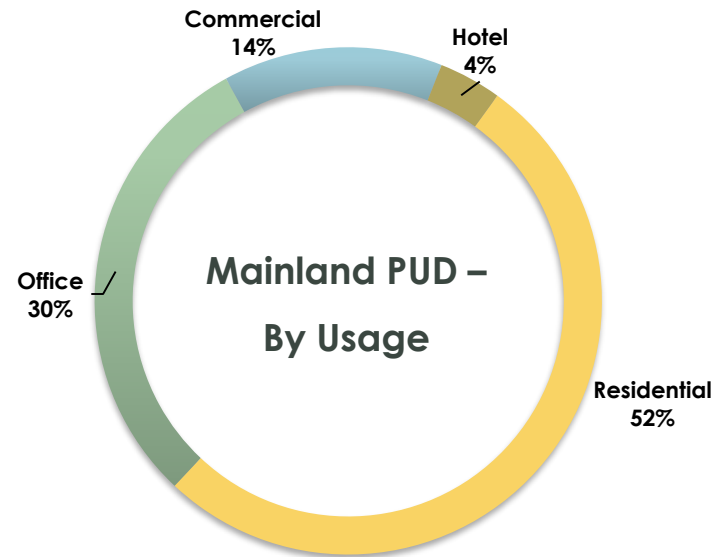 Commercial
14%
Hotel
4%
Office
30%
Mainland PUD –
By Usage
Residential
52%